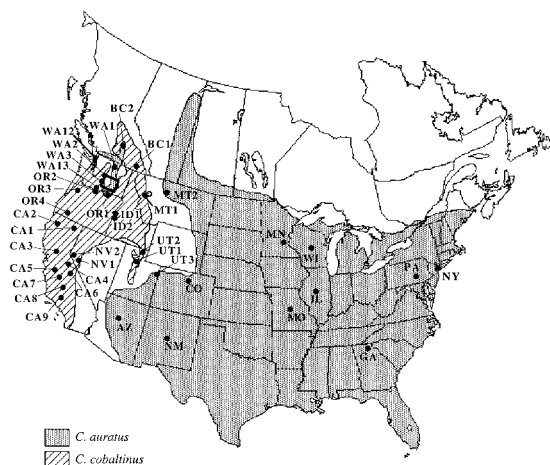 BC2
WA1
WA12
WA2
BC1
WA3
WA13
OR2
OR3
MT2
OR4
OR1
ID1
MT1
CA2
ID2
CA1
UT2
MN
WI
CA3
NV2
UT1
NV1
UT3
PA
NY
CA5
CA4
CO
IL
CA7
CA6
MO
CA8
AZ
CA9
NM
GA
C. auratus
C. cobaltinus